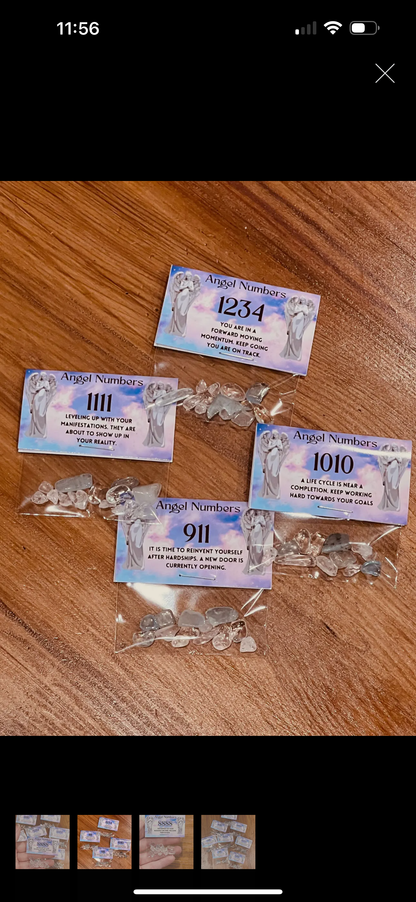 11:56
Angel Numbers
1234
YOU ARE IN A
FORWARD MOVING
MOMENTUM. KEEP GOING
YOU ARE ON TRACK.
Angel Numbers
1111
LEVELING UP WITH YOUR
MANIFESTATIONS. THEY ARE
ABOUT TO SHOW UP IN
YOUR REALITY.
Angel Numbers
1010
A LIFE CYCLE IS NEAR A
COMPLETION, KEEP WORKING
HARD TOWARDS YOUR GOALS
Angel Numbers
911
IT IS TIME TO REINVENT YOURSELF
AFTER HARDSHIPS. A NEW DOOR IS
CURRENTLY OPENING.
8888